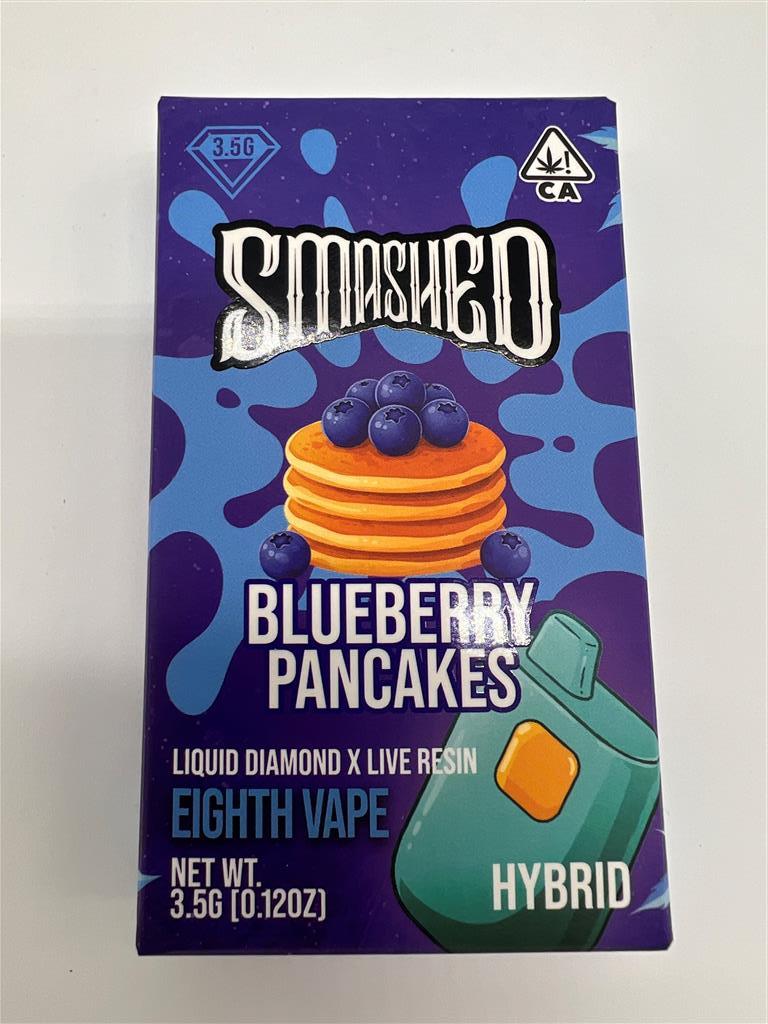 3.5G
CA
SMASHED
BLUEBERRY
PANCAKES
LIQUID DIAMOND X LIVE RESIN
EIGHTH VAPE
NET WT.
3.5G [0.12OZ]
HYBRID